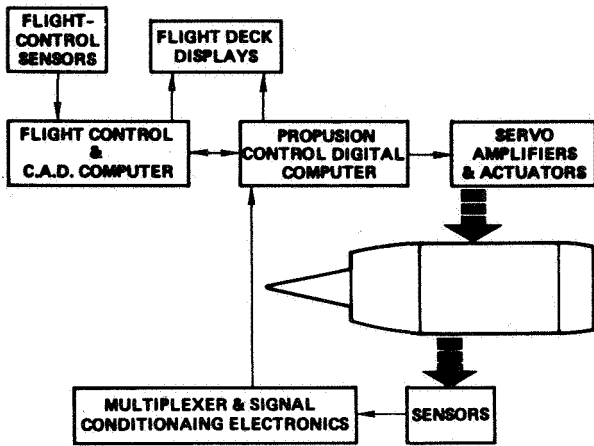 FLIGHT-
CONTROL
SENSORS
FLIGHT DECK
DISPLAYS
FLIGHT CONTROL
&
C.A.D. COMPUTER
PROPUSION
CONTROL DIGITAL
COMPUTER
SERVO
AMPLIFIERS
& ACTUATORS
MULTIPLEXER & SIGNAL
CONDITIONAING ELECTRONICS
SENSORS